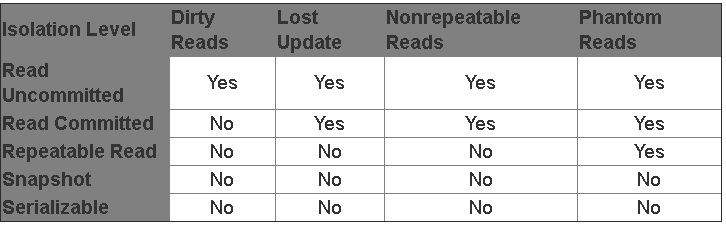 Isolation Level Dirty Reads Lost Update Nonrepeatable Reads Phantom Reads
Read Uncommitted Yes Yes Yes Yes
Read Committed No Yes Yes Yes
Repeatable Read No No No Yes
Snapshot No No No No
Serializable No No No No